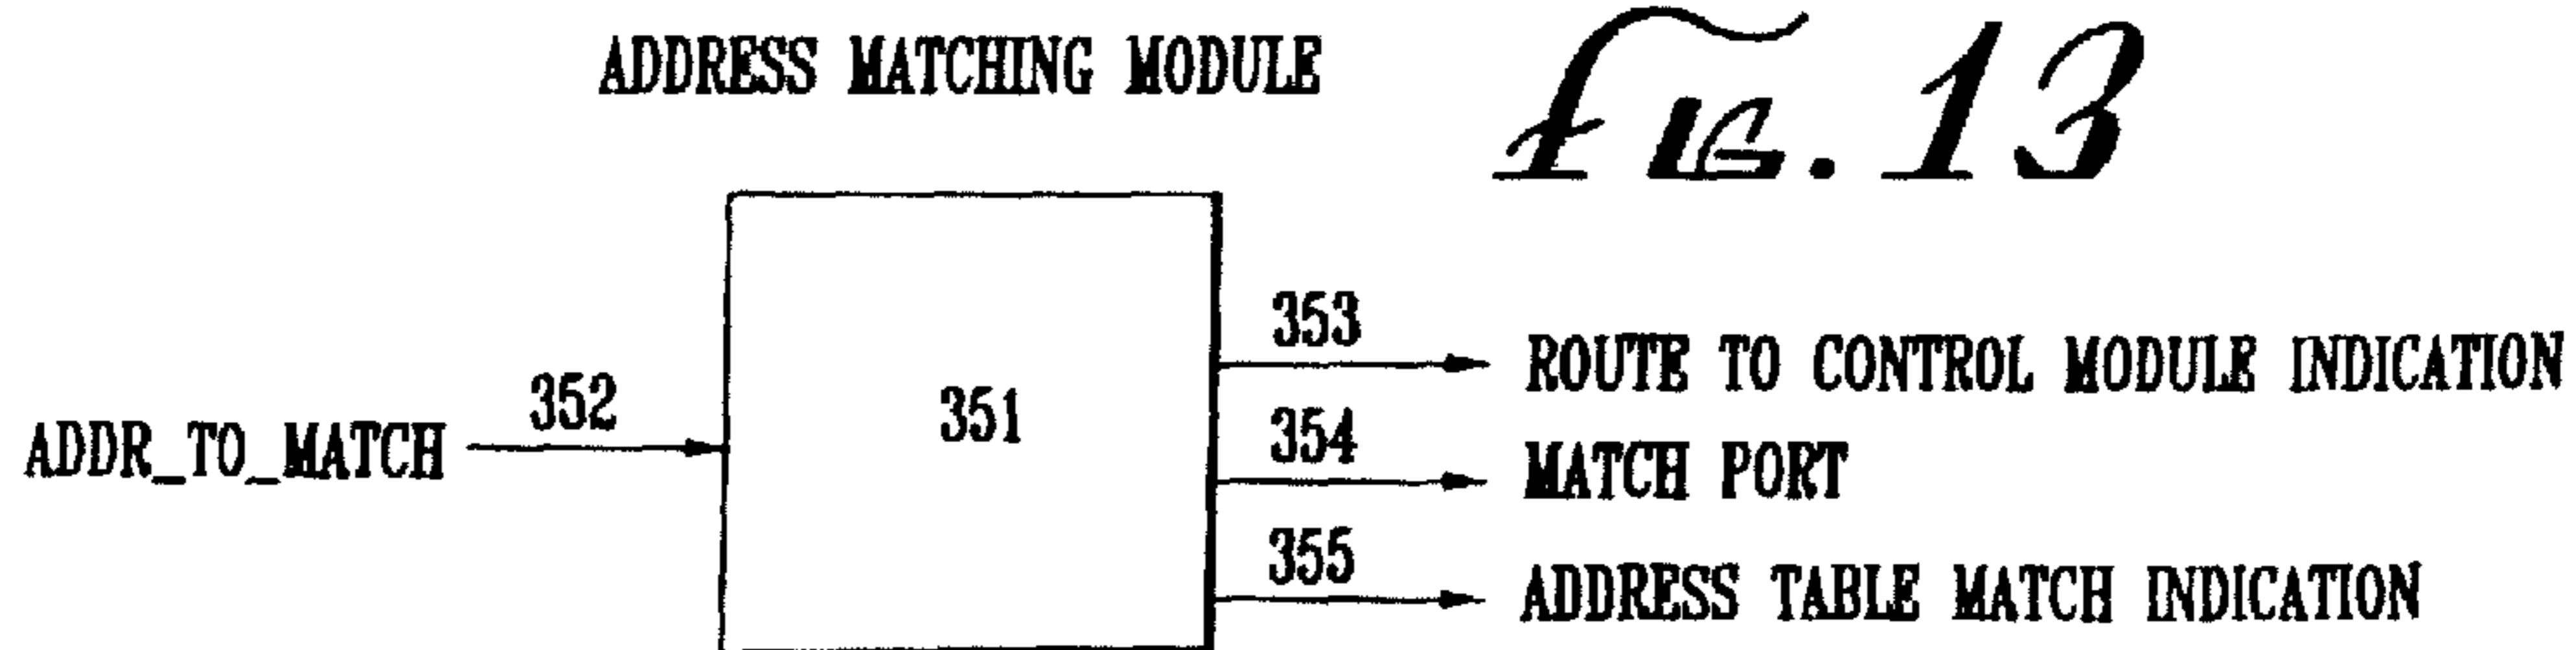 ADDRESS MATCHING MODULE
FIG. 13
353
ROUTE TO CONTROL MODULE INDICATION
352
351
ADDR_TO_MATCH
354
MATCH PORT
355
ADDRESS TABLE MATCH INDICATION